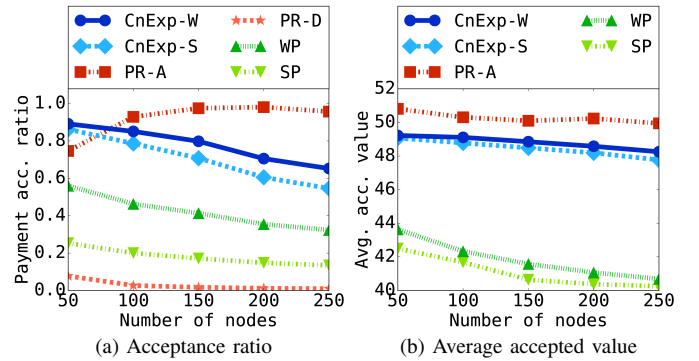 CnExp-W
CnExp-S
PR-A
PR-D
WP
SP
Payment acc. ratio
1.0
0.8
0.6
0.4
0.2
0.0
50 100 150 200 250
Number of nodes
(a) Acceptance ratio
CnExp-W
CnExp-S
PR-A
WP
SP
Avg. acc. value
52
50
48
46
44
42
40
50 100 150 200 250
Number of nodes
(b) Average accepted value